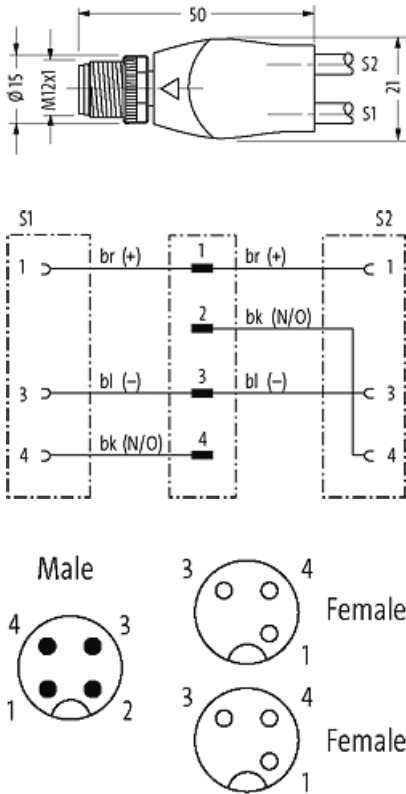 50
Ø 15
M12x1
S2
S1
21
S1
S2
1
br (+)
1
br (+)
1
2
bk (N/O)
3
bl (–)
3
bl (–)
3
4
bk (N/O)
4
4
Male
4
3
1
2
3
4
Female
1
3
4
Female
1